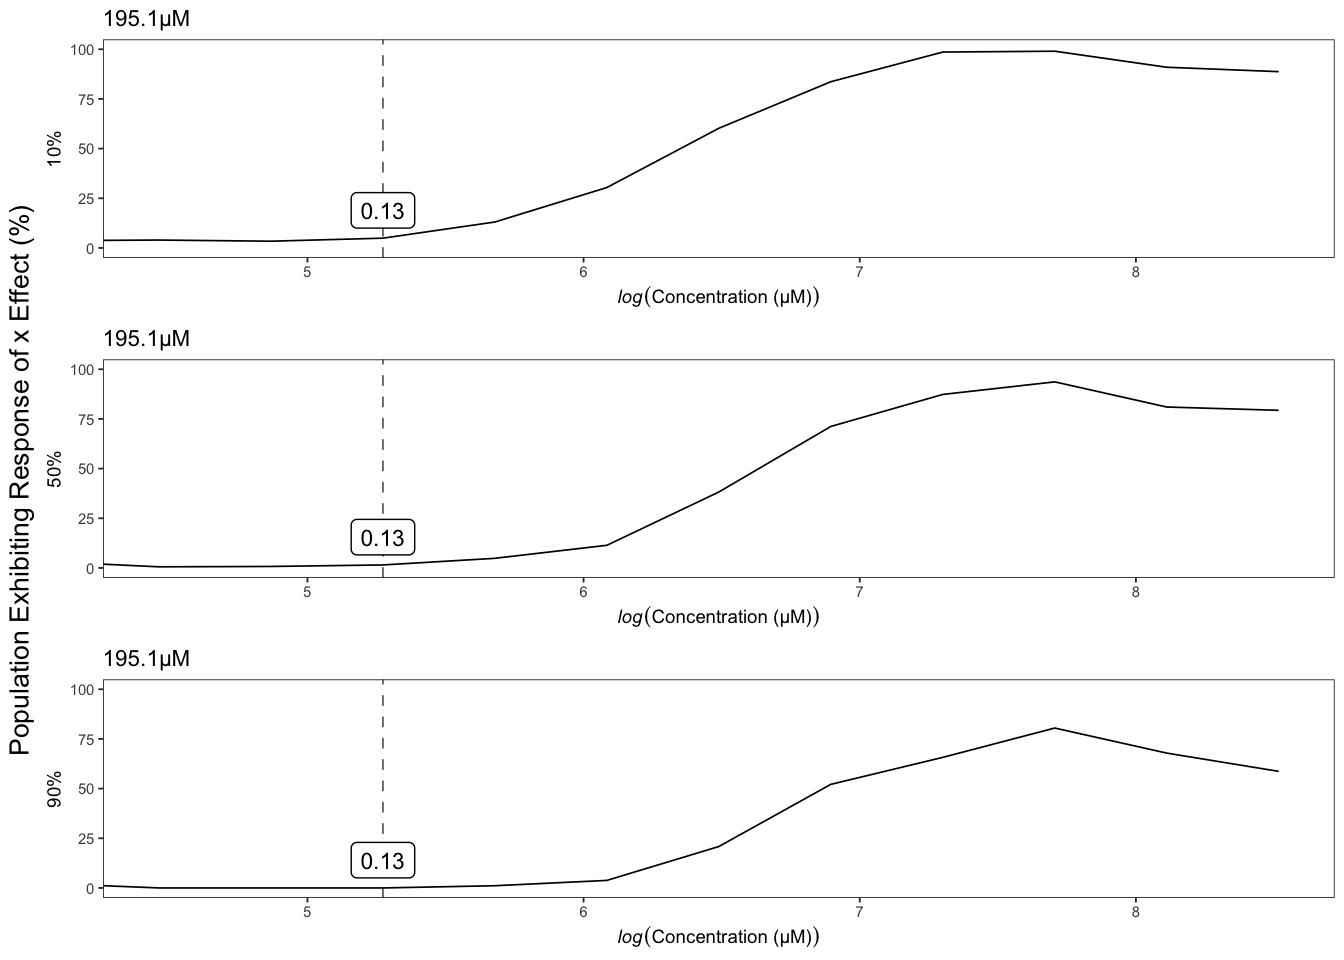 Population Exhibiting Response of x Effect (%)
195.1µM
10%
100
75
50
25
0
0.13
5 6 7 8
log(Concentration (µM))
195.1µM
50%
100
75
50
25
0
0.13
5 6 7 8
log(Concentration (µM))
195.1µM
90%
100
75
50
25
0
0.13
5 6 7 8
log(Concentration (µM))